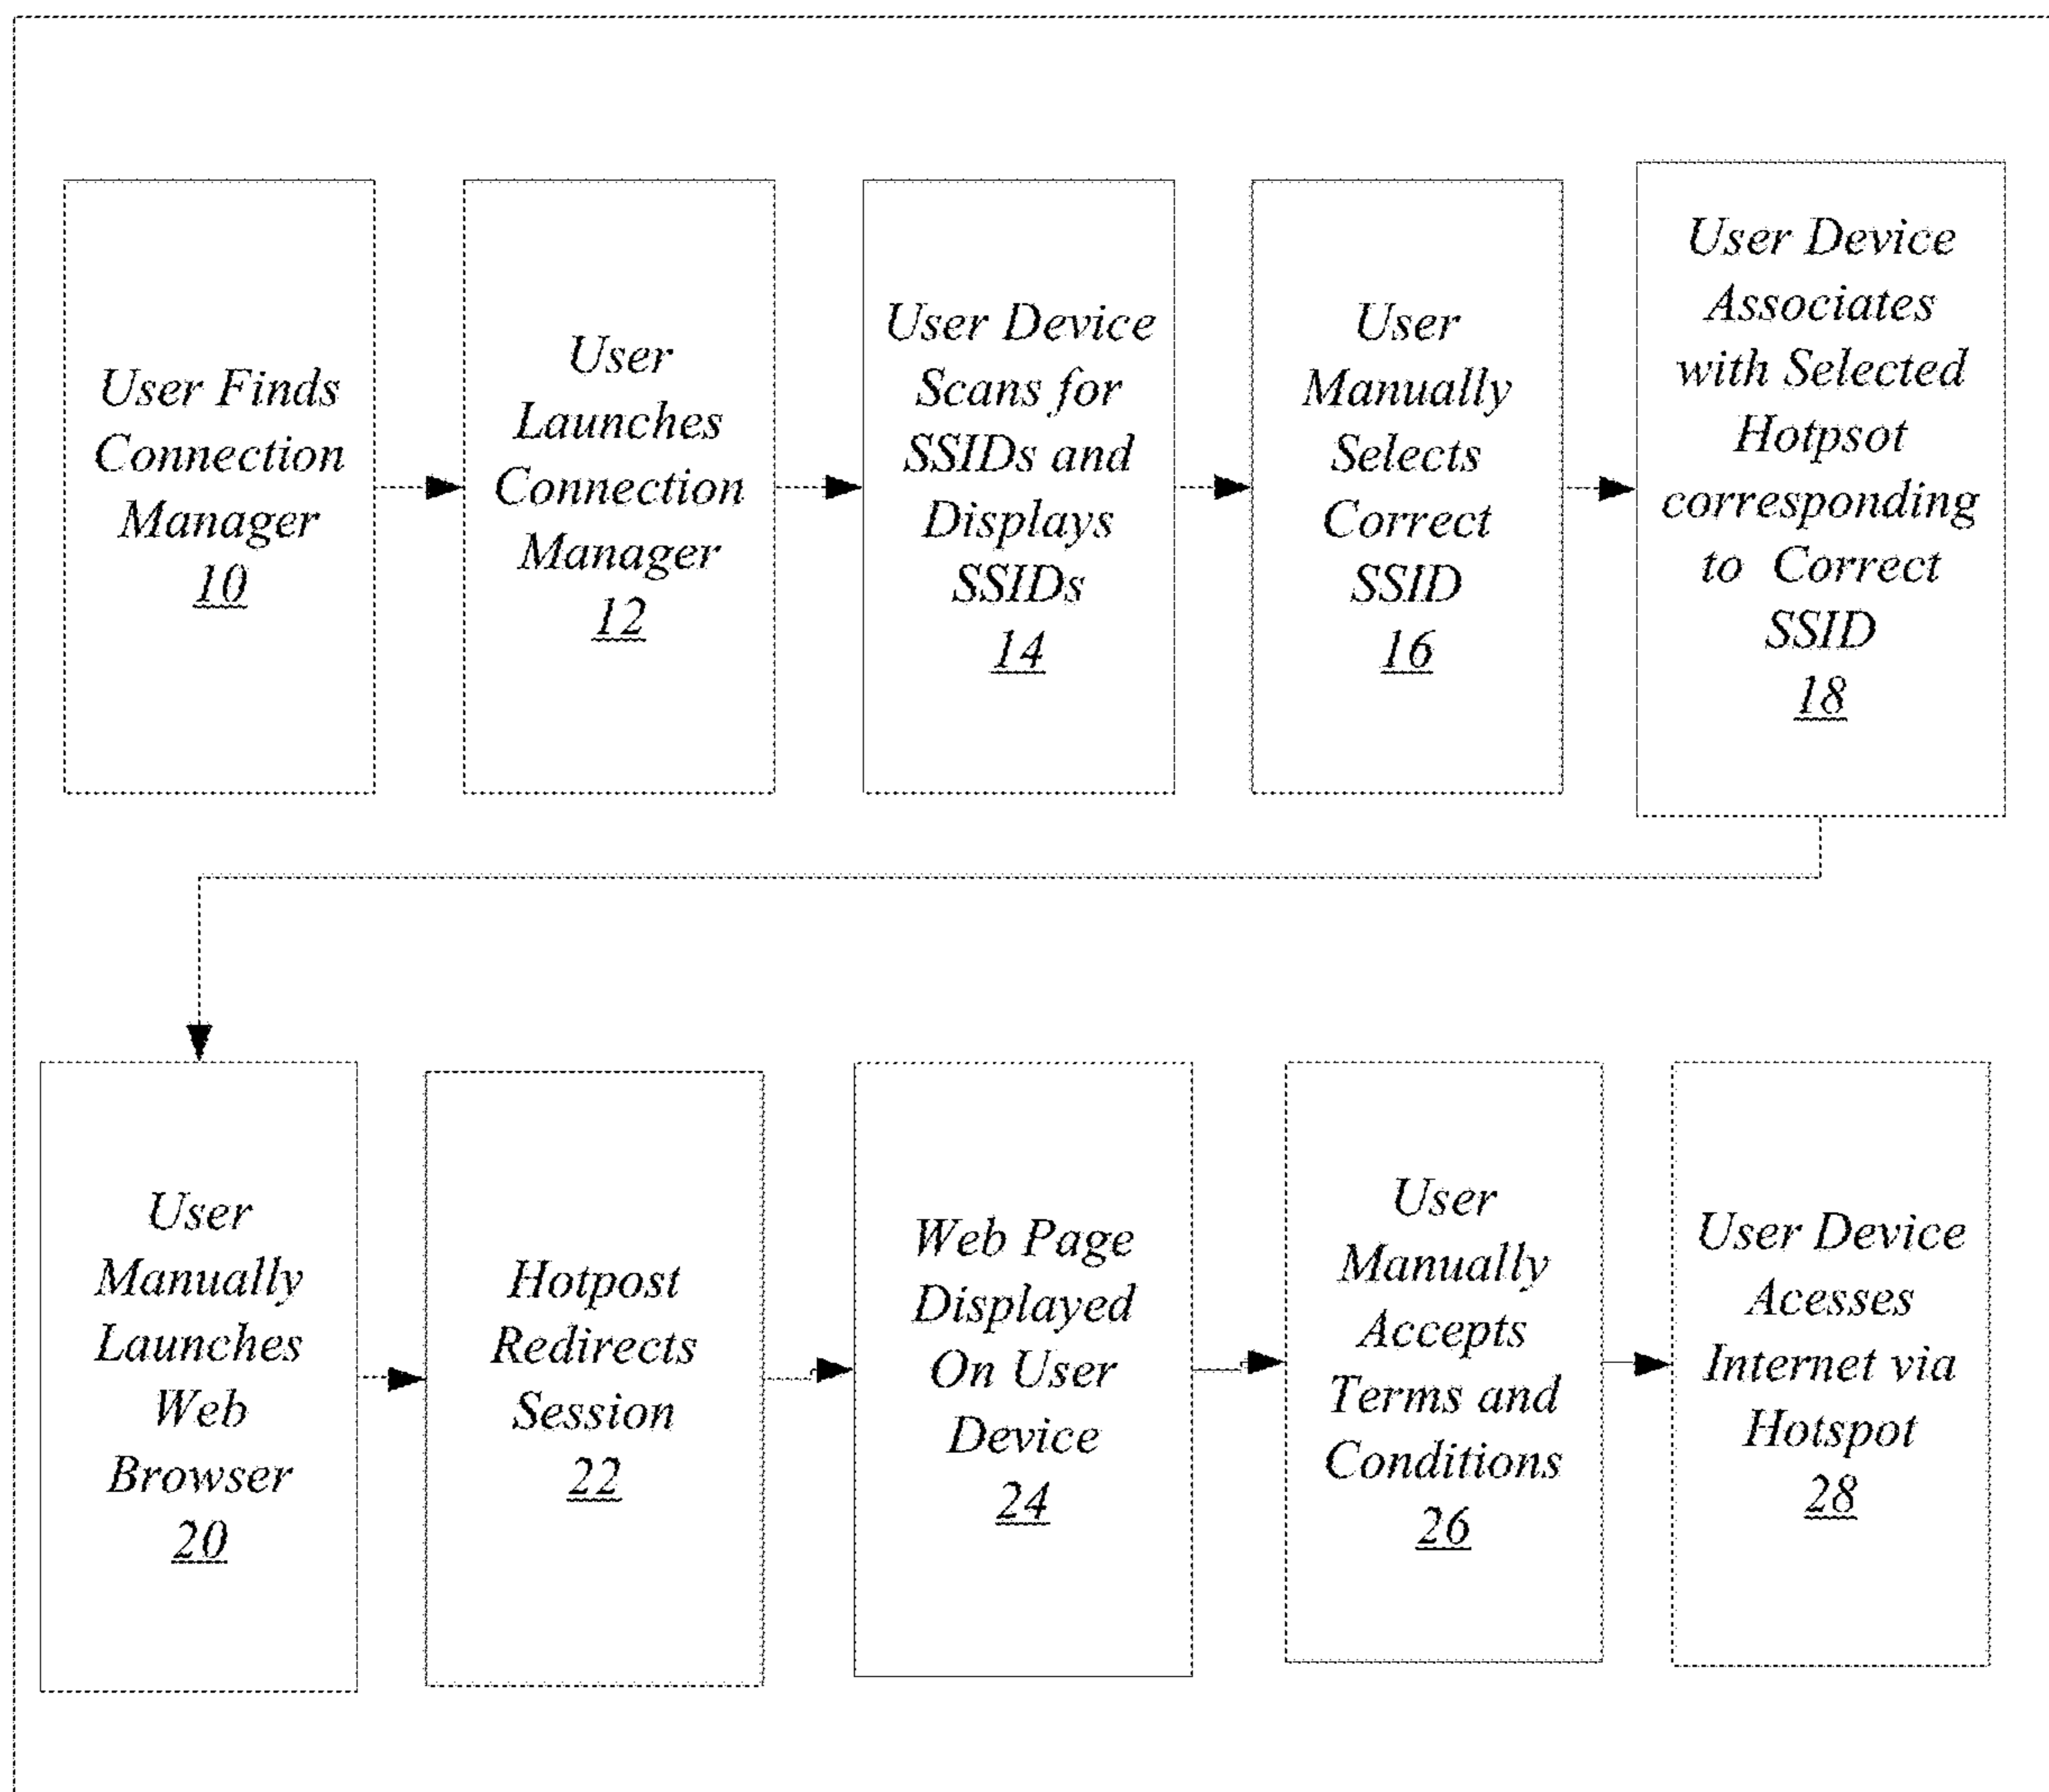 User Finds
Connection
Manager
10
User
Launches
Connection
Manager
12
User Device
Scans for
SSIDs and
Displays
SSIDs
14
User
Manually
Selects
Correct
SSID
16
User Device
Associates
with Selected
Hotpsot
corresponding
to Correct
SSID
18
User
Manually
Launches
Web
Browser
20
Hotpost
Redirects
Session
22
Web Page
Displayed
On User
Device
24
User
Manually
Accepts
Terms and
Conditions
26
User Device
Acesses
Internet via
Hotspot
28